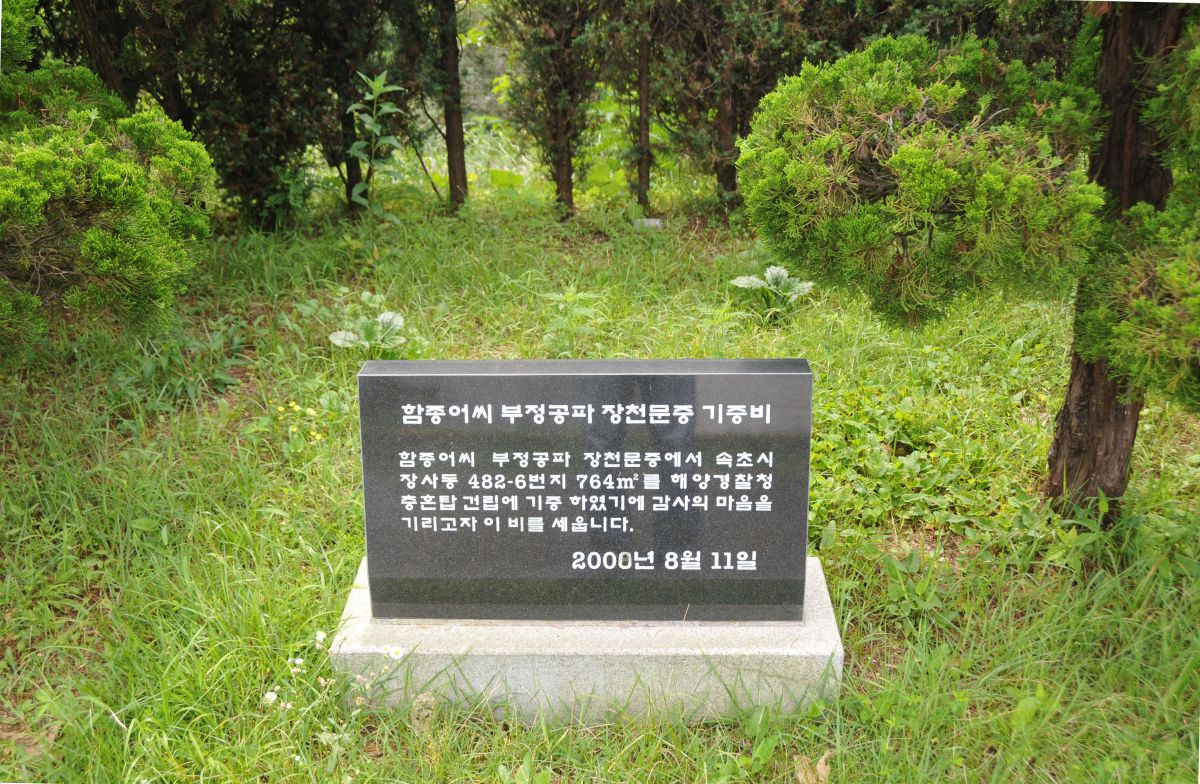 함종어씨 부정공파 장천문중 기증비
함종어씨 부정공파 장천문중에서 속초시
장사동 482-6번지 764㎡를 해양경찰청
충혼탑 건립에 기증 하였기에 감사의 마음을
기리고자 이 비를 세웁니다.
2000년 8월 11일